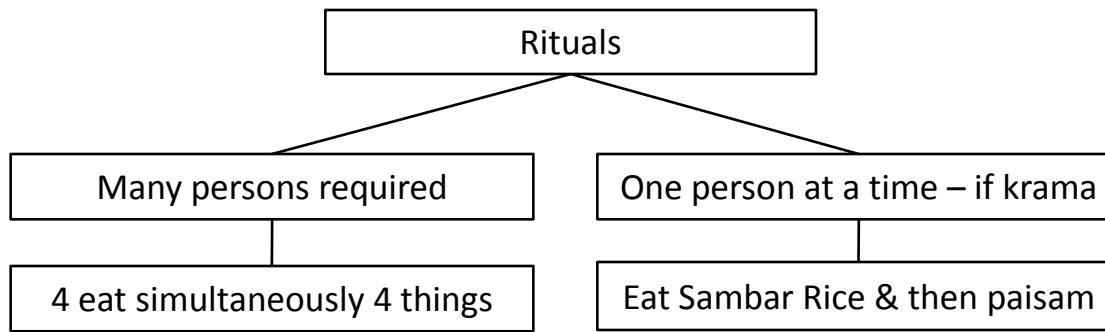 Rituals
Many persons required
One person at a time – if krama
4 eat simultaneously 4 things
Eat Sambar Rice & then paisam